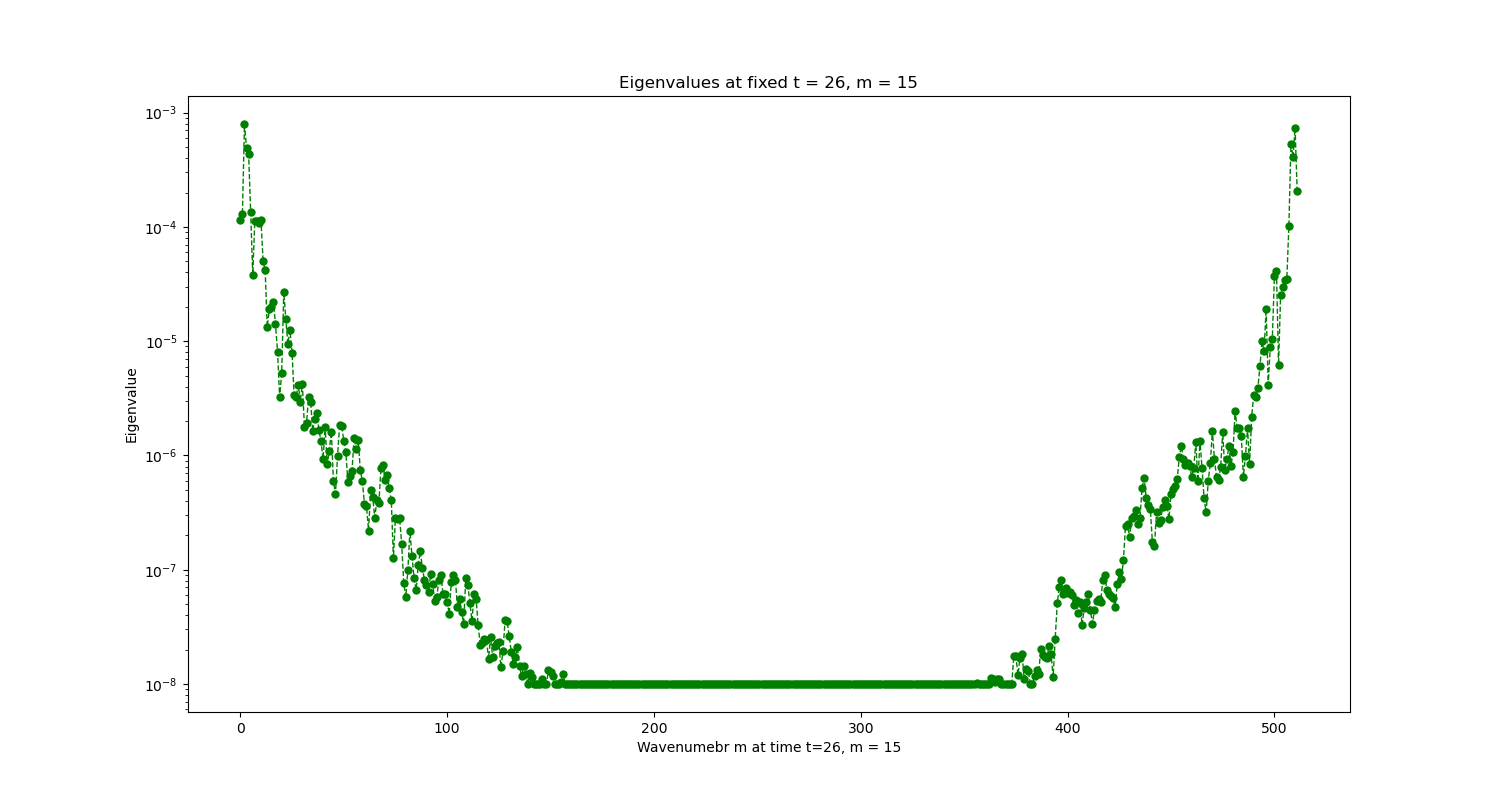 Eigenvalues at fixed t = 26, m = 15
Eigenvalue
10⁻³
10⁻⁴
10⁻⁵
10⁻⁶
10⁻⁷
10⁻⁸
0 100 200 300 400 500
Wavenumebr m at time t=26, m = 15